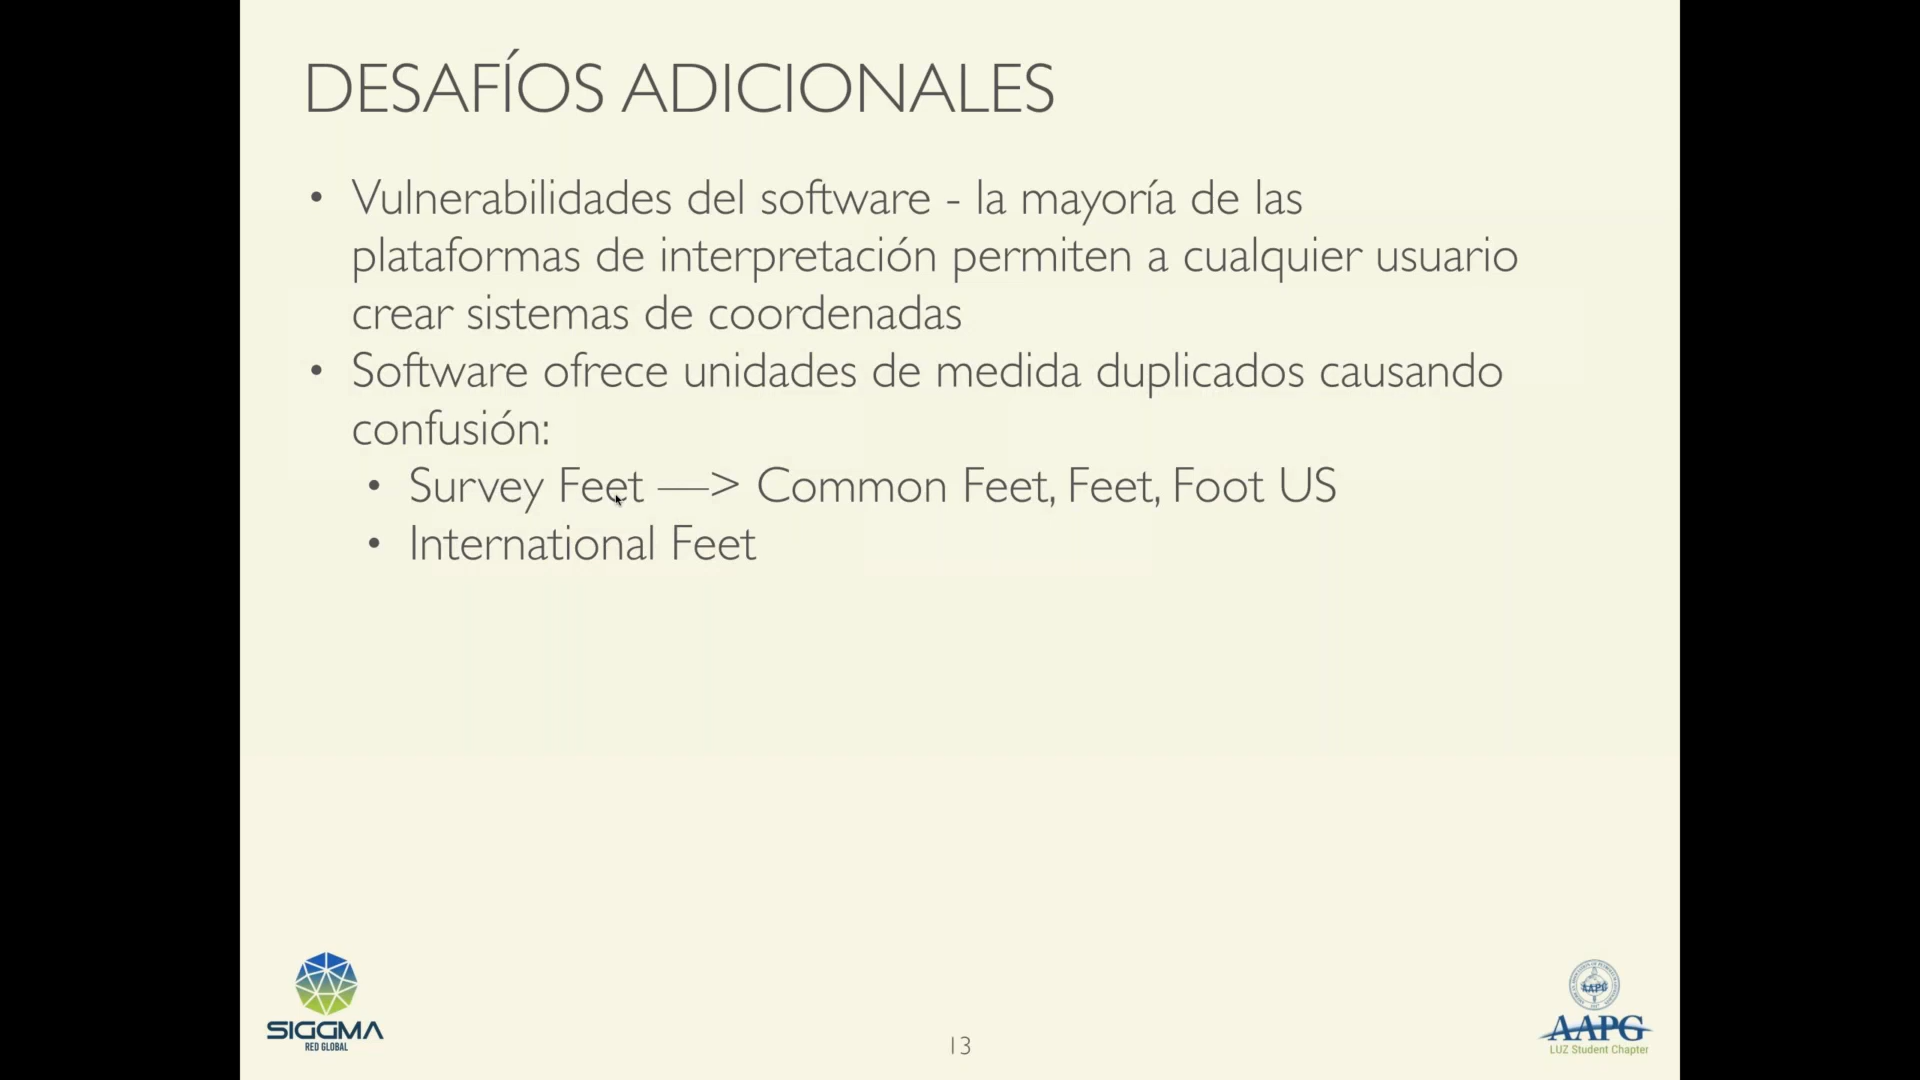 DESAFÍOS ADICIONALES
• Vulnerabilidades del software - la mayoría de las
plataformas de interpretación permiten a cualquier usuario
crear sistemas de coordenadas
• Software ofrece unidades de medida duplicados causando
confusión:
• Survey Feet —> Common Feet, Feet, Foot US
• International Feet
SIGGMA
RED GLOBAL
13
AAPG
AAPG
LUZ Student Chapter